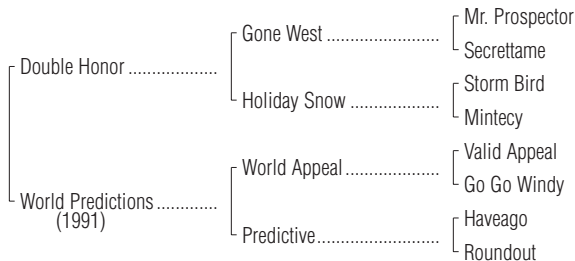 Mr. Prospector
Gone West ........................
Secrettame
Double Honor ..................
Storm Bird
Holiday Snow ...................
Mintecy
Valid Appeal
World Appeal ....................
Go Go Windy
World Predictions .............
(1991)
Haveago
Predictive..........................
Roundout